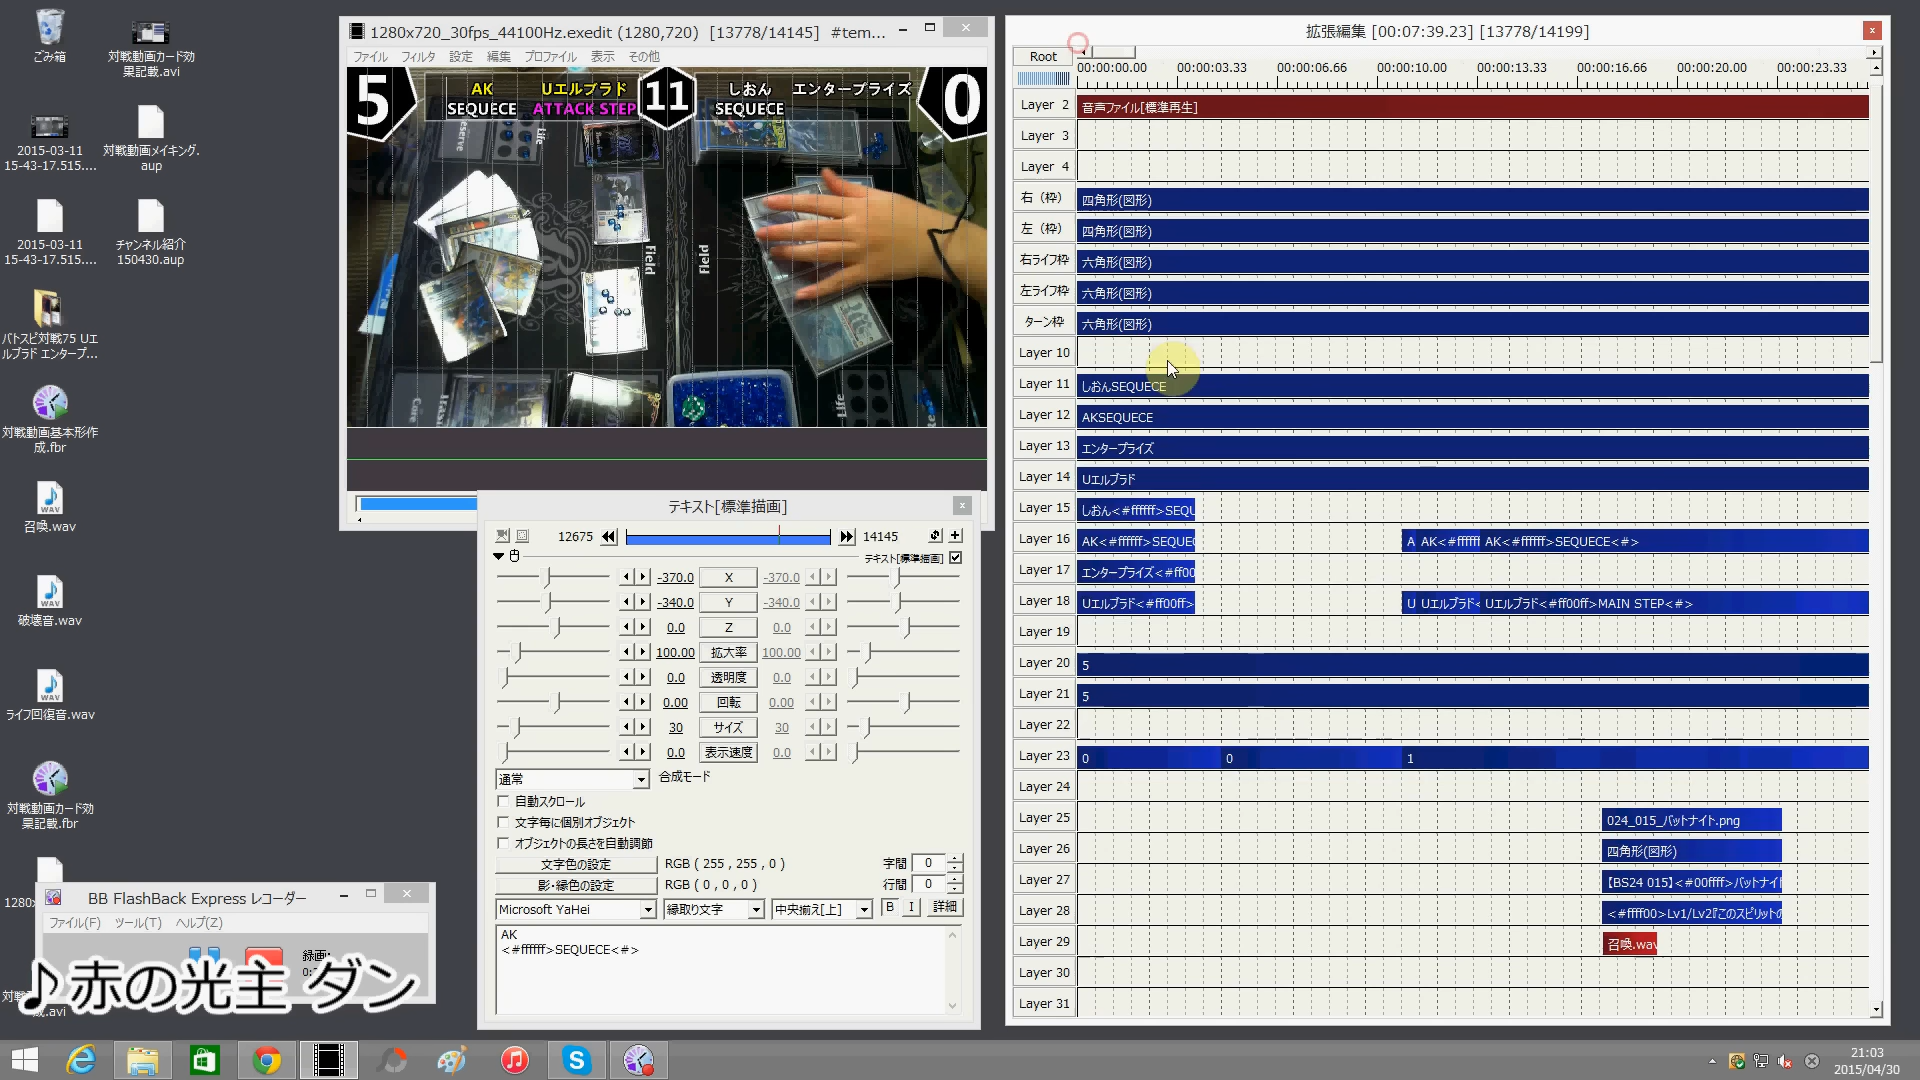 ごみ箱
対戦動画カード効
果記載.avi
2015-03-11
15-43-17.515....
対戦動画メイキング.
aup
2015-03-11
15-43-17.515....
チャンネル紹介
150430.aup
バトスピ対戦75 Uエ
ルブラド エンタープ...
対戦動画基本形作
成.fbr
召喚.wav
破壊音.wav
ライフ回復音.wav
対戦動画カード効
果記載.fbr
1280x720_30fps_44100Hz.exedit (1280,720) [13778/14145] #tem...
ファイル フィルタ 設定 編集 プロファイル 表示 その他
5
AK Uエルブラド
SEQUECE ATTACK STEP
11
しおん エンタープライズ
SEQUECE
0
Reserve
Life
Field
Field
Life
Core
テキスト[標準描画]
12675 14145
テキスト[標準描画]
-370.0 X -370.0
-340.0 Y -340.0
0.0 Z 0.0
100.00 拡大率 100.00
0.0 透明度 0.0
0.00 回転 0.00
30 サイズ 30
0.0 表示速度 0.0
通常 合成モード
自動スクロール
文字毎に個別オブジェクト
オブジェクトの長さを自動調節
文字色の設定 RGB ( 255 , 255 , 0 ) 字間 0
影・縁色の設定 RGB ( 0 , 0 , 0 ) 行間 0
Microsoft YaHei 縁取り文字 中央揃え[上] B I 詳細
AK
<#ffffff>SEQUECE<#>
拡張編集 [00:07:39.23] [13778/14199]
Root
00:00:00.00 00:00:03.33 00:00:06.66 00:00:10.00 00:00:13.33 00:00:16.66 00:00:20.00 00:00:23.33
Layer 2 音声ファイル[標準再生]
Layer 3
Layer 4
右（枠） 四角形(図形)
左（枠） 四角形(図形)
右ライフ枠 六角形(図形)
左ライフ枠 六角形(図形)
ターン枠 六角形(図形)
Layer 10
Layer 11 しおんSEQUECE
Layer 12 AKSEQUECE
Layer 13 エンタープライズ
Layer 14 Uエルブラド
Layer 15 しおん<#ffffff>SEQU
Layer 16 AK<#ffffff>SEQUEC A AK<#fffff AK<#ffffff>SEQUECE<#>
Layer 17 エンタープライズ<#ff00
Layer 18 Uエルブラド<#ff00ff> U Uエルブラド< Uエルブラド<#ff00ff>MAIN STEP<#>
Layer 19
Layer 20 5
Layer 21 5
Layer 22
Layer 23 0 0 1
Layer 24
Layer 25 024_015_バットナイト.png
Layer 26 四角形(図形)
Layer 27 【BS24 015】<#00ffff>バットナイト
Layer 28 <#ffff00>Lv1/Lv2『このスピリットの
Layer 29 召喚.wav
Layer 30
Layer 31
BB FlashBack Express レコーダー
ファイル(F) ツール(T) ヘルプ(Z)
♪赤の光主 ダン
21:03
2015/04/30